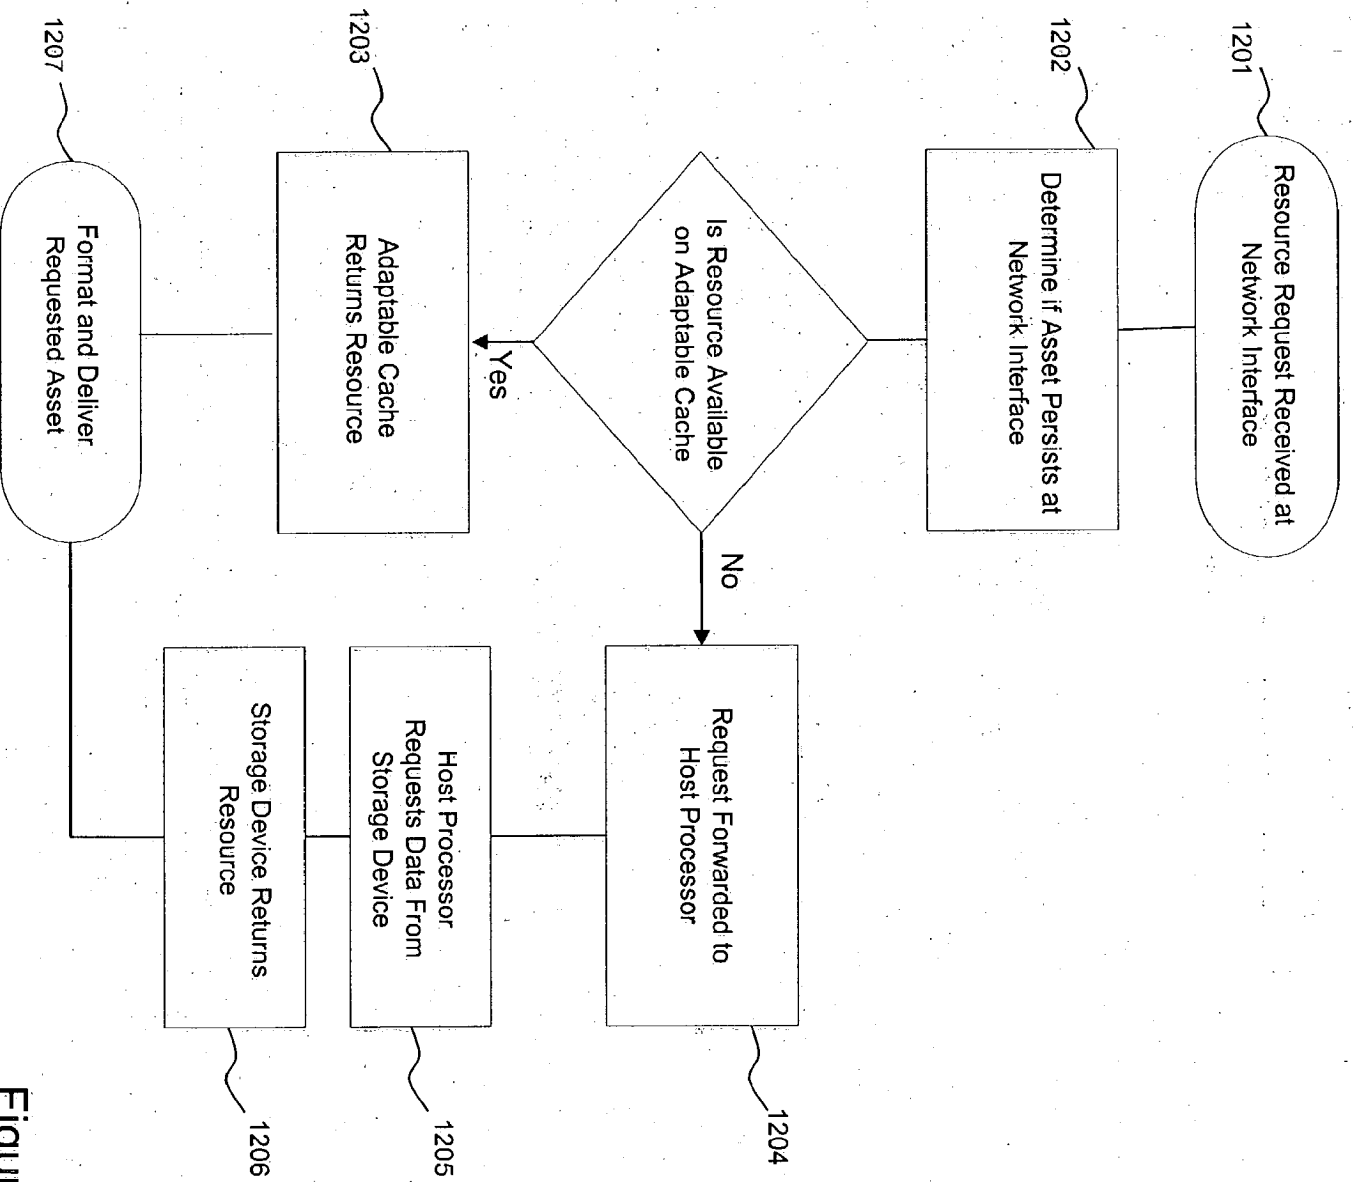 1201
Resource Request Received at
Network Interface
1202
Determine if Asset Persists at
Network Interface
Is Resource Available
on Adaptable Cache
No
Yes
1203
Adaptable Cache
Returns Resource
Request Forwarded to
Host Processor
1204
Host Processor
Requests Data From
Storage Device
1205
Storage Device Returns
Resource
1206
1207
Format and Deliver
Requested Asset